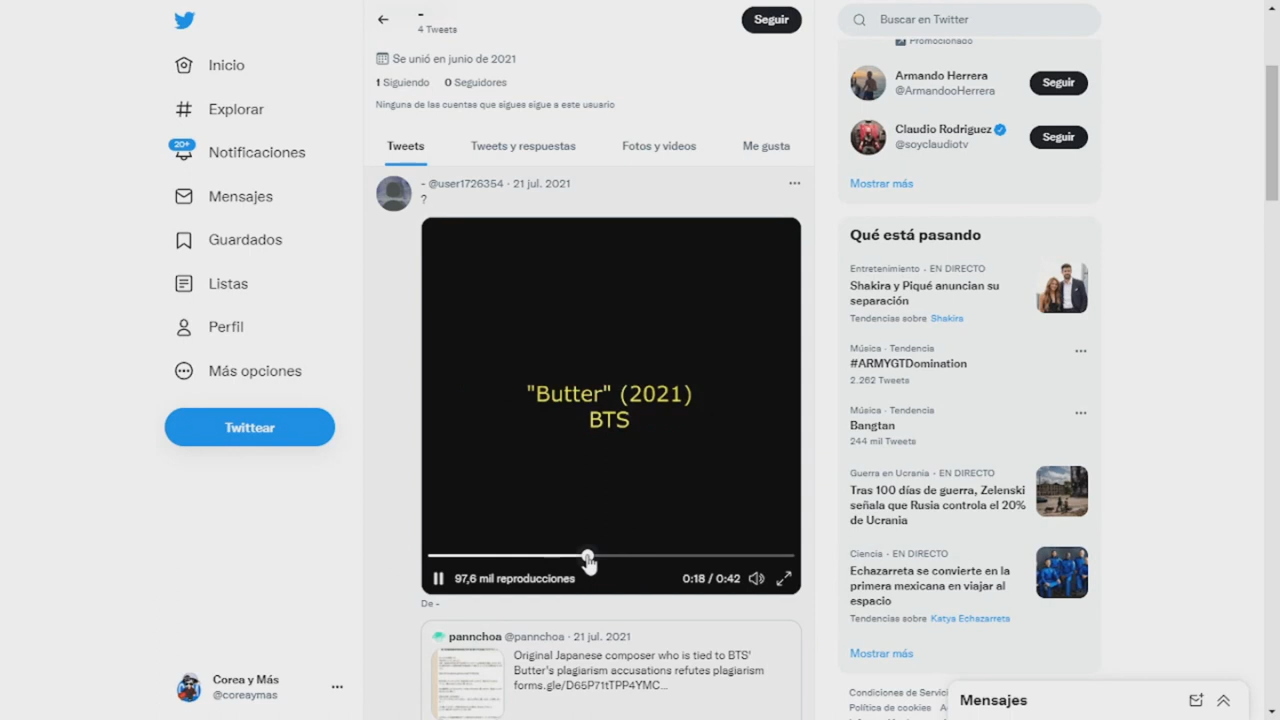 Inicio
Explorar
20+
Notificaciones
Mensajes
Guardados
Listas
Perfil
Más opciones
Twittear
Corea y Más
@coreaymas
-
4 Tweets
Seguir
Se unió en junio de 2021
1 Siguiendo 0 Seguidores
Ninguna de las cuentas que sigues sigue a este usuario
Tweets Tweets y respuestas Fotos y videos Me gusta
- @user1726354 · 21 jul. 2021
?
"Butter" (2021)
BTS
97,6 mil reproducciones 0:18 / 0:42
De -
pannchoa @pannchoa · 21 jul. 2021
Original Japanese composer who is tied to BTS'
Butter's plagiarism accusations refutes plagiarism
forms.gle/D65P71tTPP4YMC...
Buscar en Twitter
Promocionado
Armando Herrera
@ArmandooHerrera
Seguir
Claudio Rodriguez
@soyclaudiotv
Seguir
Mostrar más
Qué está pasando
Entretenimiento · EN DIRECTO
Shakira y Piqué anuncian su
separación
Tendencias sobre Shakira
Música · Tendencia
#ARMYGTDomination
2.262 Tweets
Música · Tendencia
Bangtan
244 mil Tweets
Guerra en Ucrania · EN DIRECTO
Tras 100 días de guerra, Zelenski
señala que Rusia controla el 20%
de Ucrania
Ciencia · EN DIRECTO
Echazarreta se convierte en la
primera mexicana en viajar al
espacio
Tendencias sobre Katya Echazarreta
Mostrar más
Condiciones de Servici
Política de cookies
Mensajes